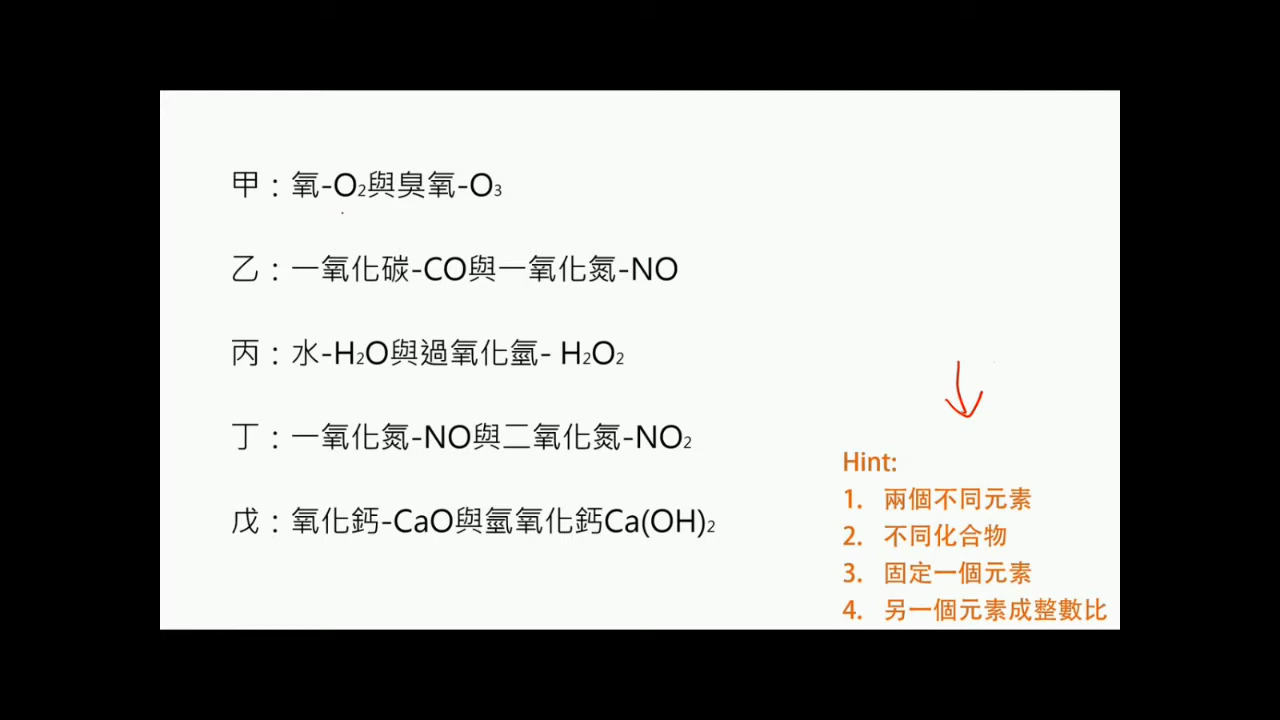 甲：氧-O₂與臭氧-O₃
乙：一氧化碳-CO與一氧化氮-NO
丙：水-H₂O與過氧化氫- H₂O₂
丁：一氧化氮-NO與二氧化氮-NO₂
戊：氧化鈣-CaO與氫氧化鈣Ca(OH)₂
Hint:
1. 兩個不同元素
2. 不同化合物
3. 固定一個元素
4. 另一個元素成整數比